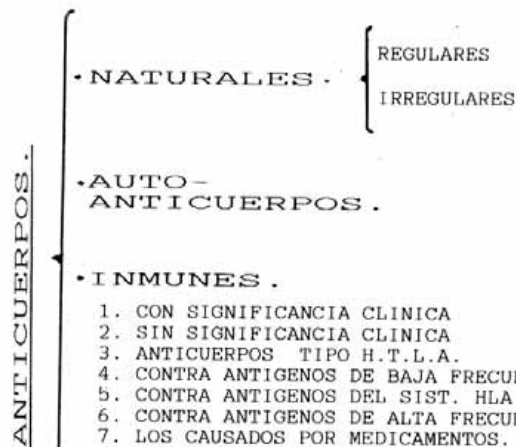 ANTICUERPOS.
·NATURALES.
REGULARES
IRREGULARES
·AUTO-
ANTICUERPOS.
·INMUNES.
1. CON SIGNIFICANCIA CLINICA
2. SIN SIGNIFICANCIA CLINICA
3. ANTICUERPOS TIPO H.T.L.A.
4. CONTRA ANTIGENOS DE BAJA FRECUE
5. CONTRA ANTIGENOS DEL SIST. HLA
6. CONTRA ANTIGENOS DE ALTA FRECUE
7. LOS CAUSADOS POR MEDICAMENTOS.